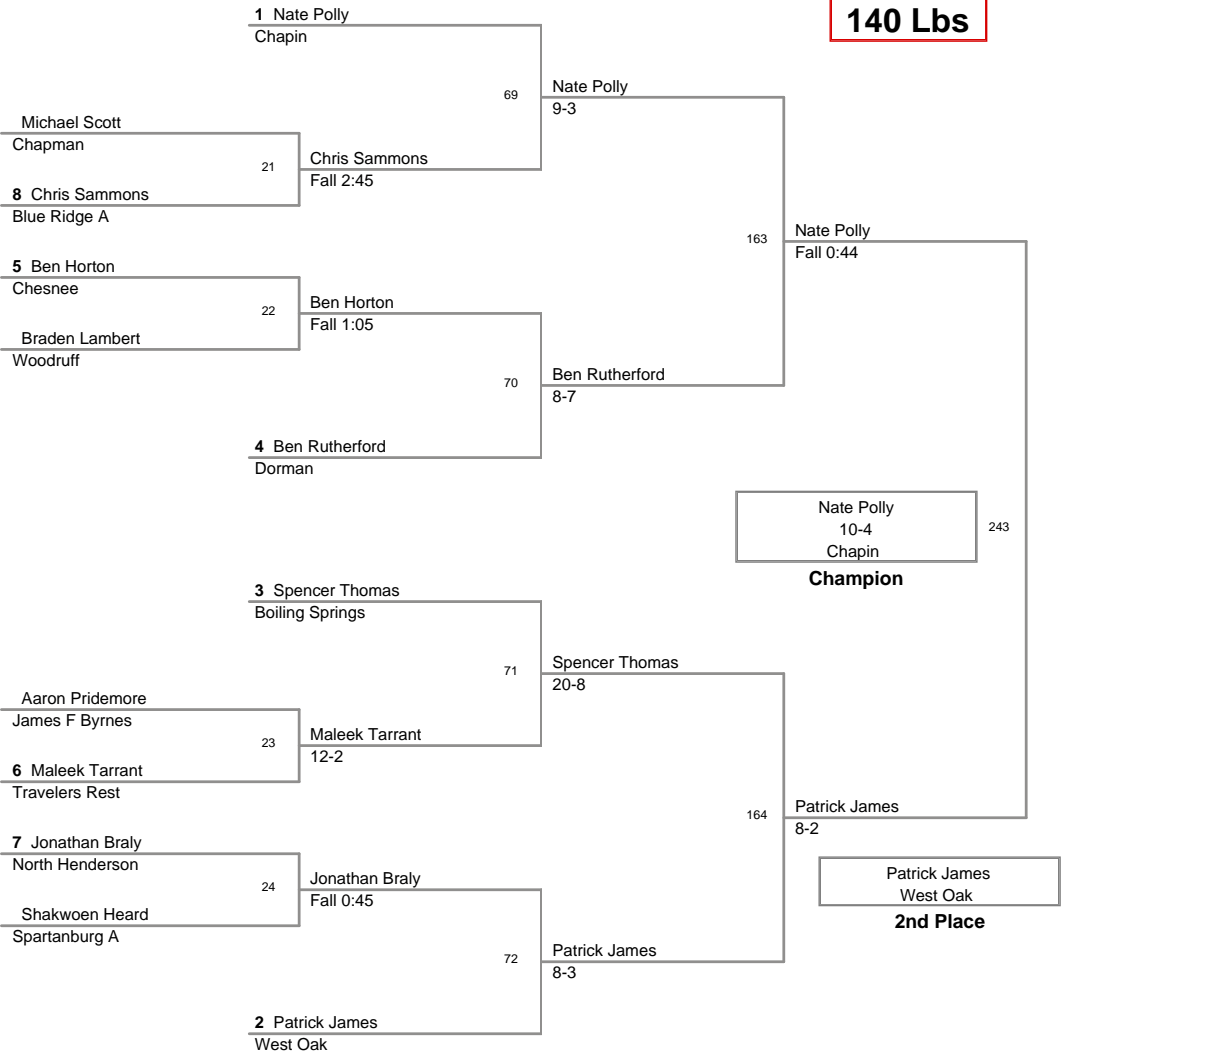 140 Lbs
1 Nate Polly
Chapin
69
Nate Polly
9-3
Michael Scott
Chapman
21
Chris Sammons
Fall 2:45
8 Chris Sammons
Blue Ridge A
163
Nate Polly
Fall 0:44
5 Ben Horton
Chesnee
22
Ben Horton
Fall 1:05
Braden Lambert
Woodruff
70
Ben Rutherford
8-7
4 Ben Rutherford
Dorman
Nate Polly
10-4
Chapin
243
Champion
3 Spencer Thomas
Boiling Springs
71
Spencer Thomas
20-8
Aaron Pridemore
James F Byrnes
23
Maleek Tarrant
12-2
6 Maleek Tarrant
Travelers Rest
164
Patrick James
8-2
7 Jonathan Braly
North Henderson
24
Jonathan Braly
Fall 0:45
Patrick James
West Oak
2nd Place
Shakwoen Heard
Spartanburg A
72
Patrick James
8-3
2 Patrick James
West Oak